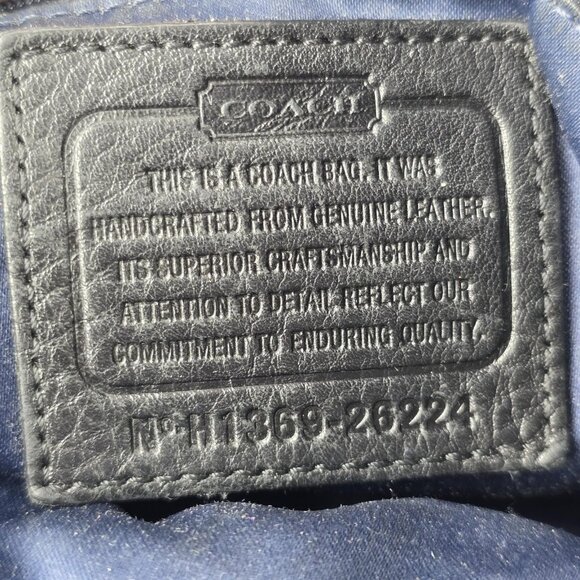 COACH
THIS IS A COACH BAG. IT WAS
HANDCRAFTED FROM GENUINE LEATHER.
ITS SUPERIOR CRAFTSMANSHIP AND
ATTENTION TO DETAIL REFLECT OUR
COMMITMENT TO ENDURING QUALITY.
No H1369-26224